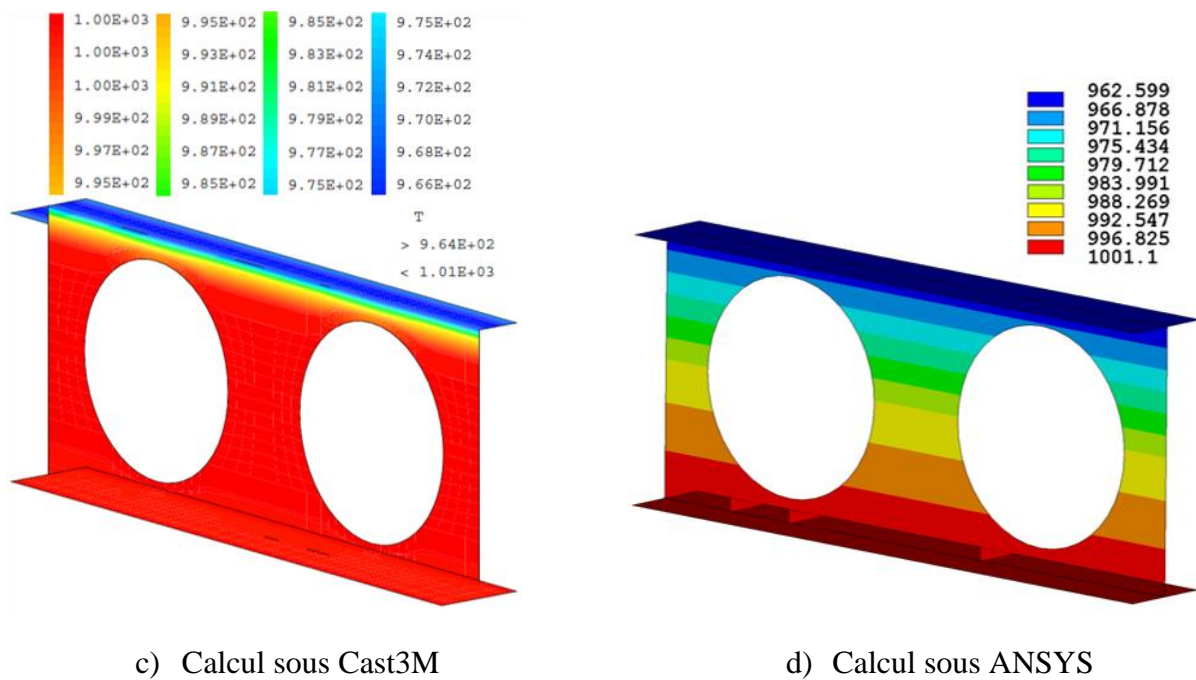 1.00E+03 9.95E+02 9.85E+02 9.75E+02
1.00E+03 9.93E+02 9.83E+02 9.74E+02
1.00E+03 9.91E+02 9.81E+02 9.72E+02
9.99E+02 9.89E+02 9.79E+02 9.70E+02
9.97E+02 9.87E+02 9.77E+02 9.68E+02
9.95E+02 9.85E+02 9.75E+02 9.66E+02
T
> 9.64E+02
< 1.01E+03
962.599
966.878
971.156
975.434
979.712
983.991
988.269
992.547
996.825
1001.1
c) Calcul sous Cast3M
d) Calcul sous ANSYS